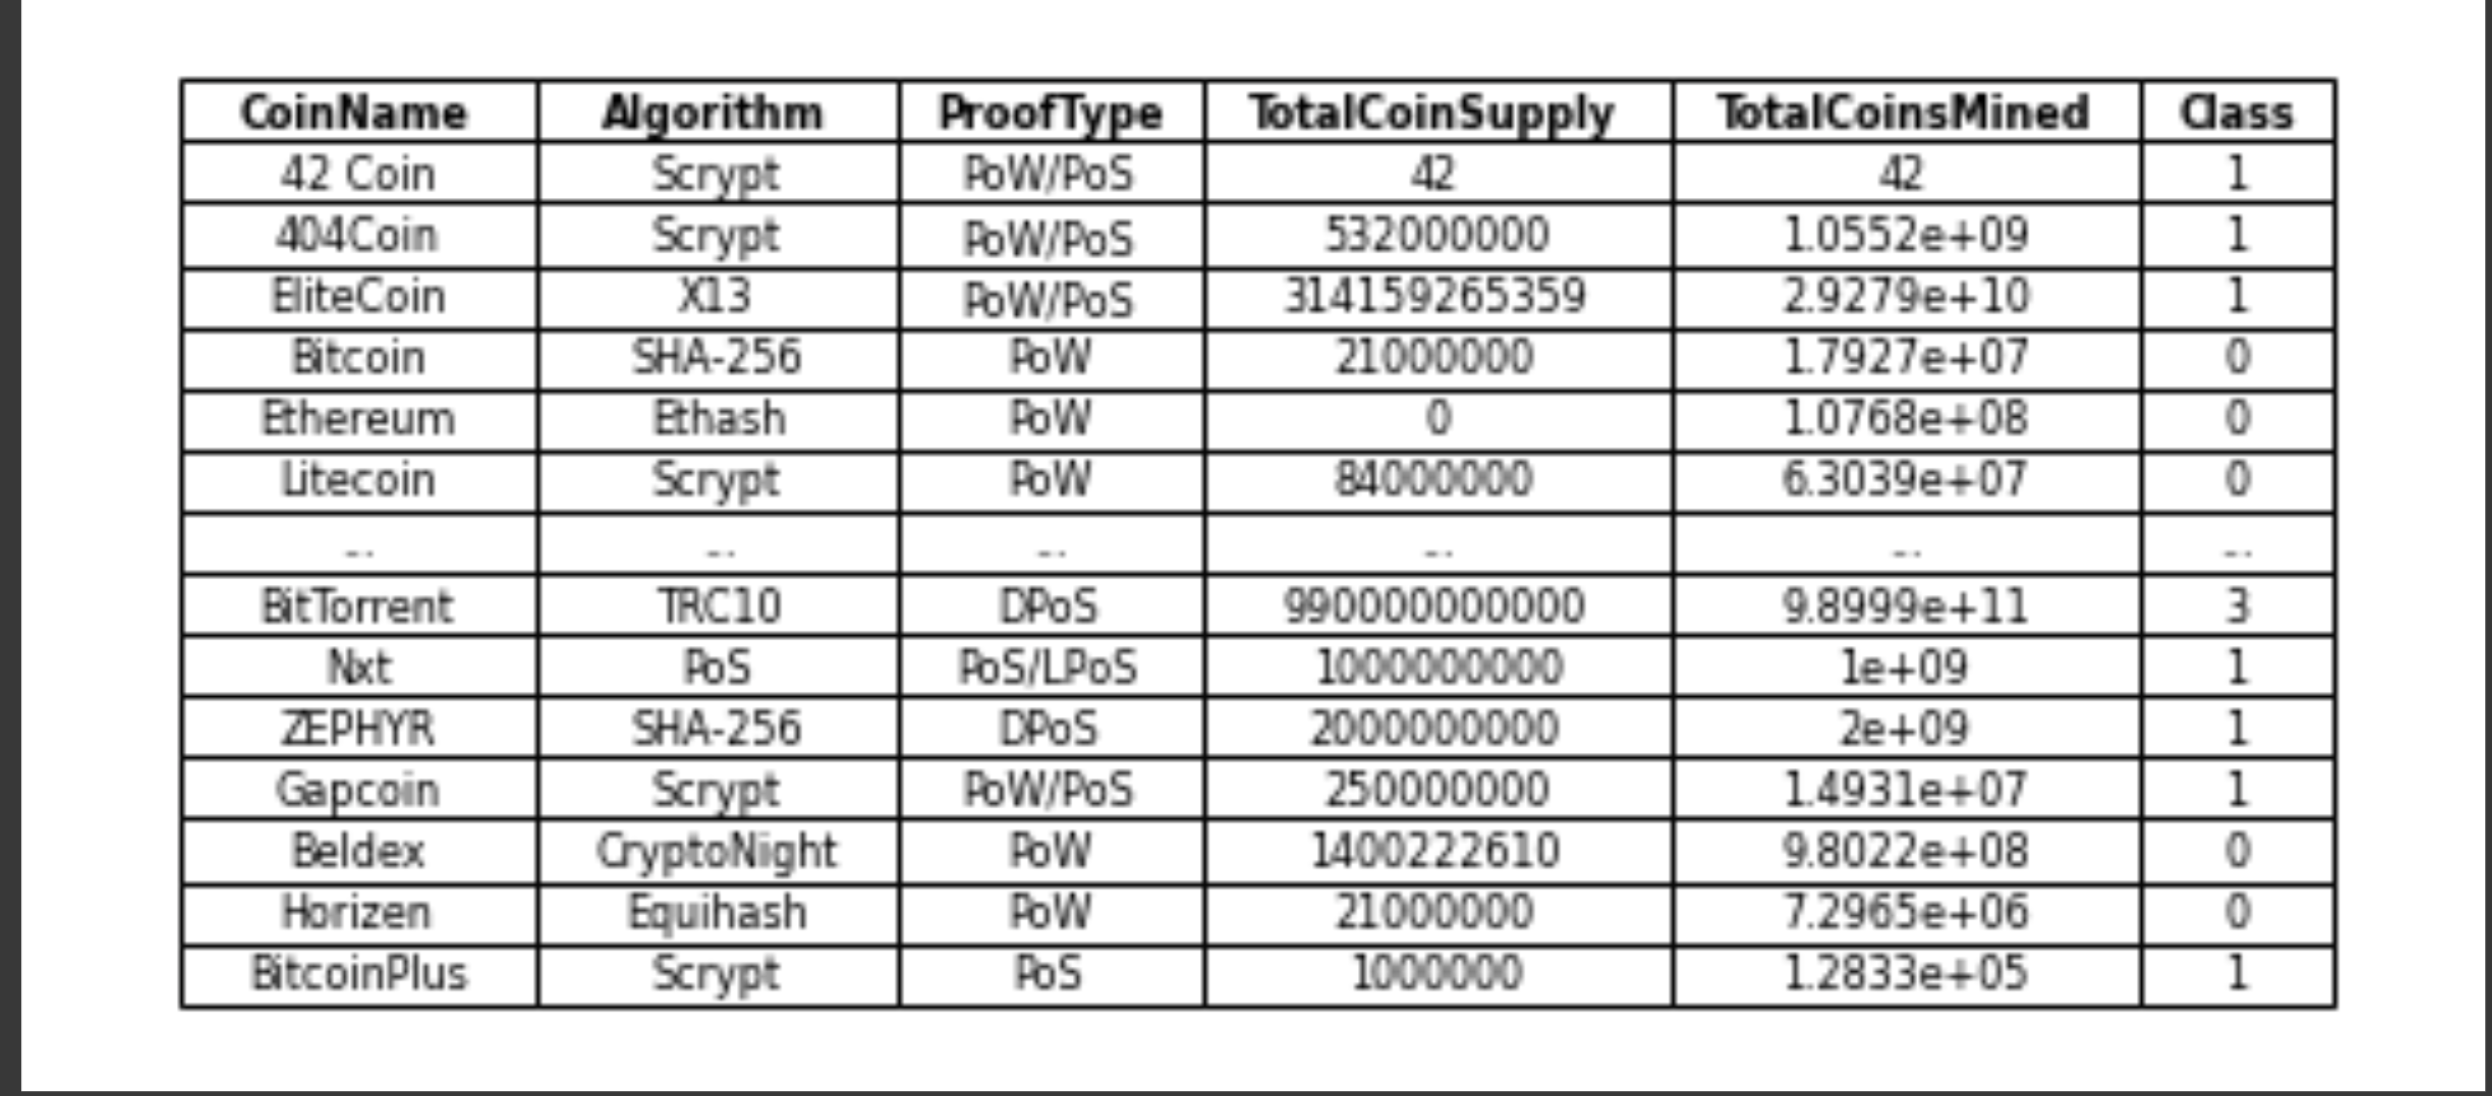 CoinName Algorithm ProofType TotalCoinSupply TotalCoinsMined Class
42 Coin Scrypt PoW/PoS 42 42 1
404Coin Scrypt PoW/PoS 532000000 1.0552e+09 1
EliteCoin X13 PoW/PoS 314159265359 2.9279e+10 1
Bitcoin SHA-256 PoW 21000000 1.7927e+07 0
Ethereum Ethash PoW 0 1.0768e+08 0
Litecoin Scrypt PoW 84000000 6.3039e+07 0
... ... ... ... ... ...
BitTorrent TRC10 DPoS 990000000000 9.8999e+11 3
Nxt PoS PoS/LPoS 1000000000 1e+09 1
ZEPHYR SHA-256 DPoS 2000000000 2e+09 1
Gapcoin Scrypt PoW/PoS 250000000 1.4931e+07 1
Beldex CryptoNight PoW 1400222610 9.8022e+08 0
Horizen Equihash PoW 21000000 7.2965e+06 0
BitcoinPlus Scrypt PoS 1000000 1.2833e+05 1